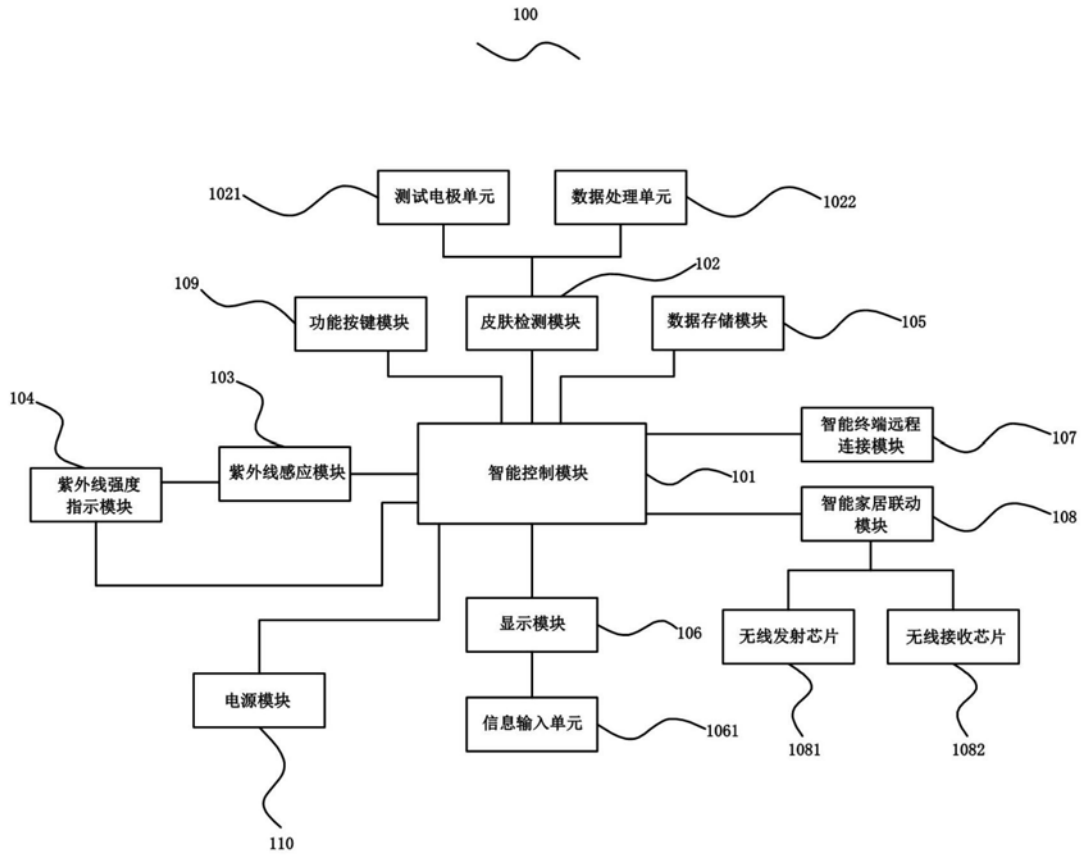 100
1021
测试电极单元
数据处理单元
1022
109
功能按键模块
102
皮肤检测模块
数据存储模块
105
104
103
紫外线强度
指示模块
紫外线感应模块
智能控制模块
101
智能终端远程
连接模块
107
智能家居联动
模块
108
显示模块
106
无线发射芯片
无线接收芯片
电源模块
信息输入单元
1061
1081
1082
110